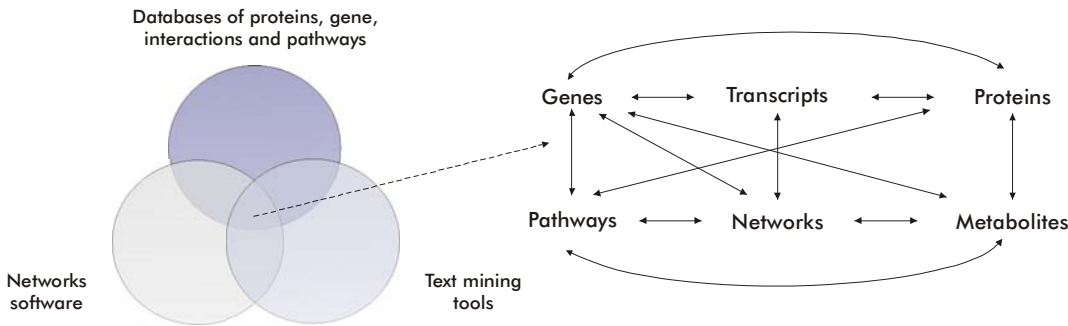 Databases of proteins, gene,
interactions and pathways
Networks
software
Text mining
tools
Genes
Transcripts
Proteins
Pathways
Networks
Metabolites